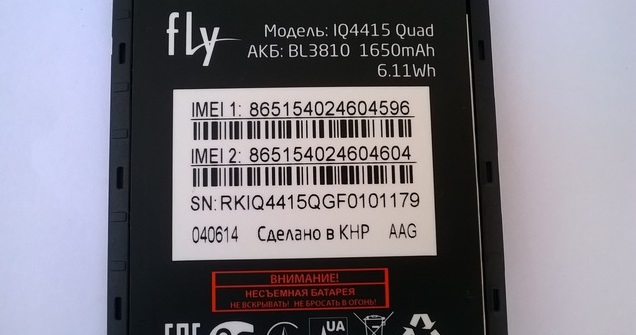 fly
Модель: IQ4415 Quad
АКБ: BL3810 1650mAh
6.11Wh
IMEI 1: 865154024604596
IMEI 2: 865154024604604
SN: RKIQ4415QGF0101179
040614 Сделано в КНР AAG
ВНИМАНИЕ!
НЕСЪЕМНАЯ БАТАРЕЯ
НЕ ВСКРЫВАТЬ! НЕ БРОСАТЬ В ОГОНЬ!
UA